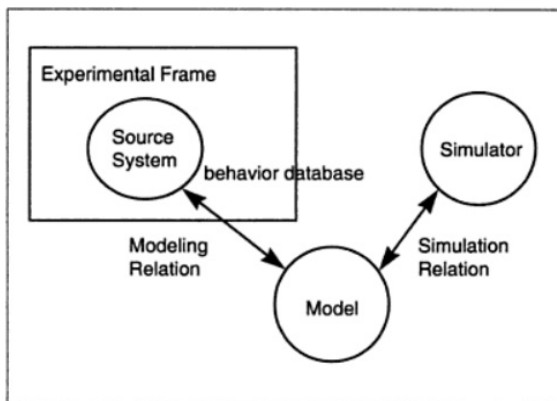 Experimental Frame
Source
System
behavior database
Simulator
Modeling
Relation
Simulation
Relation
Model